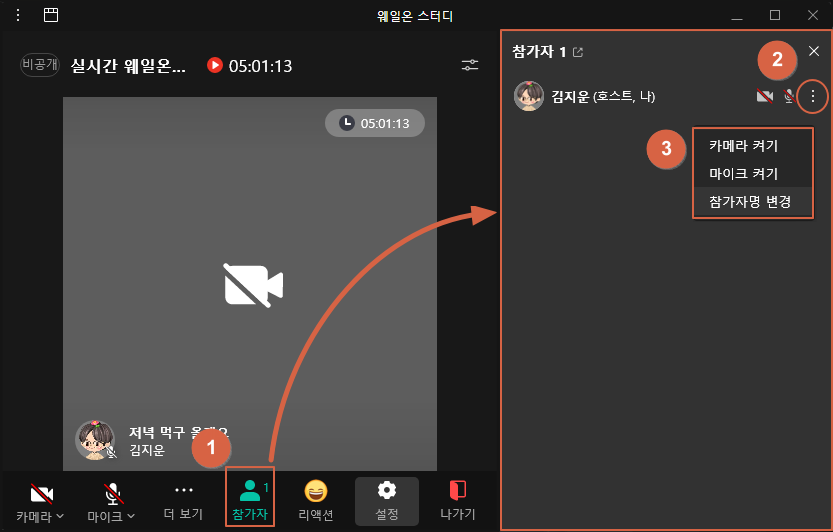 웨일온 스터디
비공개 실시간 웨일온... 05:01:13
05:01:13
저녁 먹구
김지운
1
카메라
마이크
더 보기
참가자 1
리액션
설정
나가기
참가자 1
2
김지운 (호스트, 나)
3
카메라 켜기
마이크 켜기
참가자명 변경